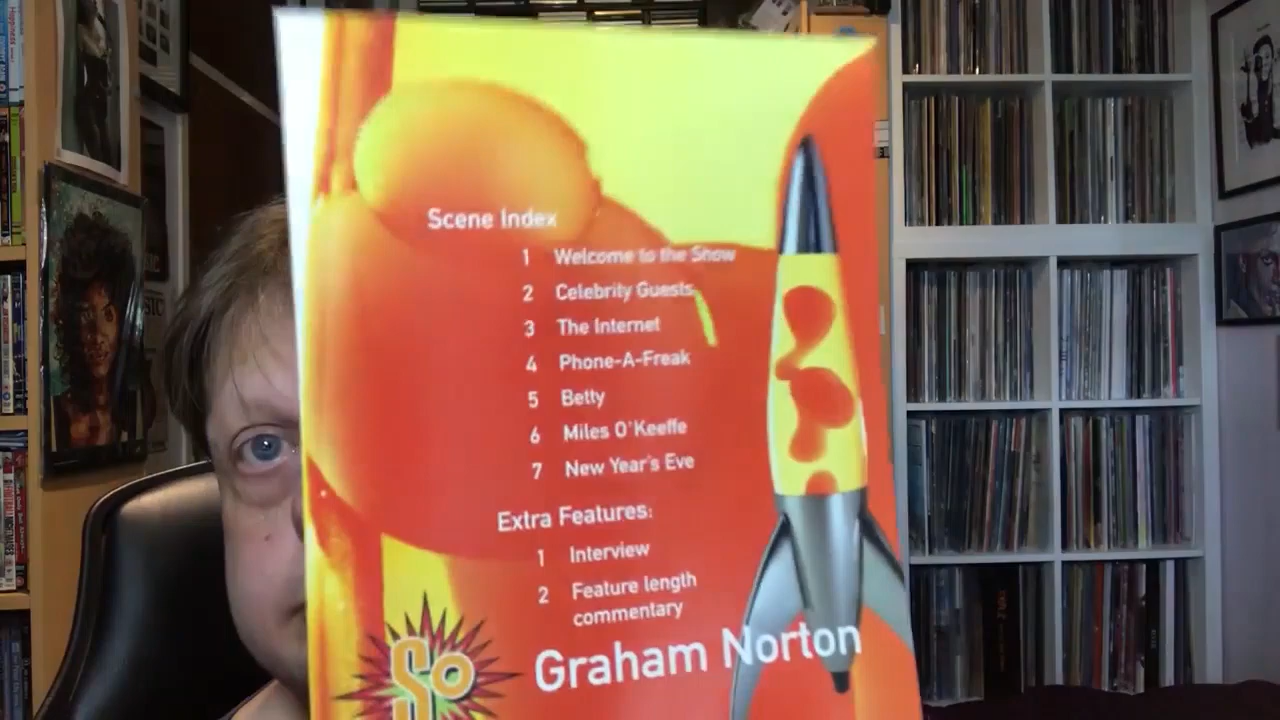 Scene Index
1 Welcome to the Show
2 Celebrity Guests
3 The Internet
4 Phone-A-Freak
5 Betty
6 Miles O'Keeffe
7 New Year's Eve
Extra Features:
1 Interview
2 Feature length
commentary
So
Graham Norton